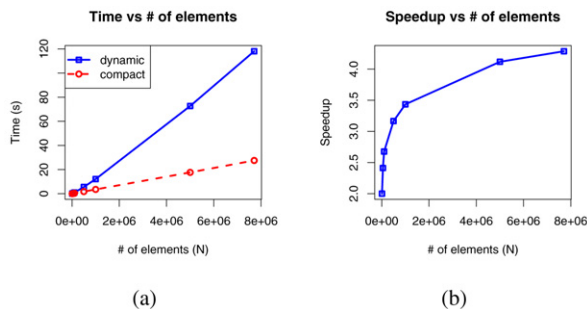 Time vs # of elements
dynamic
compact
Time (s)
120
80
60
40
20
0
0e+00 2e+06 4e+06 6e+06 8e+06
# of elements (N)
(a)
Speedup vs # of elements
Speedup
4.0
3.5
3.0
2.5
2.0
0e+00 2e+06 4e+06 6e+06 8e+06
# of elements (N)
(b)